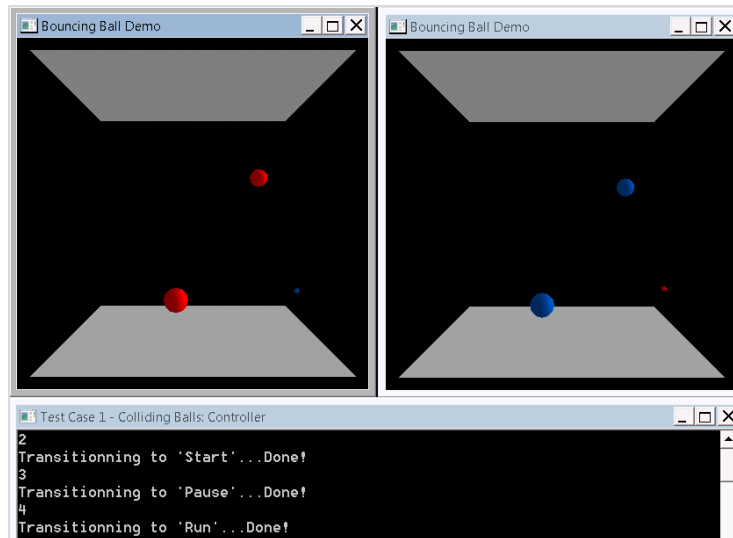 Bouncing Ball Demo
Bouncing Ball Demo
Test Case 1 - Colliding Balls: Controller
2
Transitionning to 'Start'...Done!
3
Transitionning to 'Pause'...Done!
4
Transitionning to 'Run'...Done!